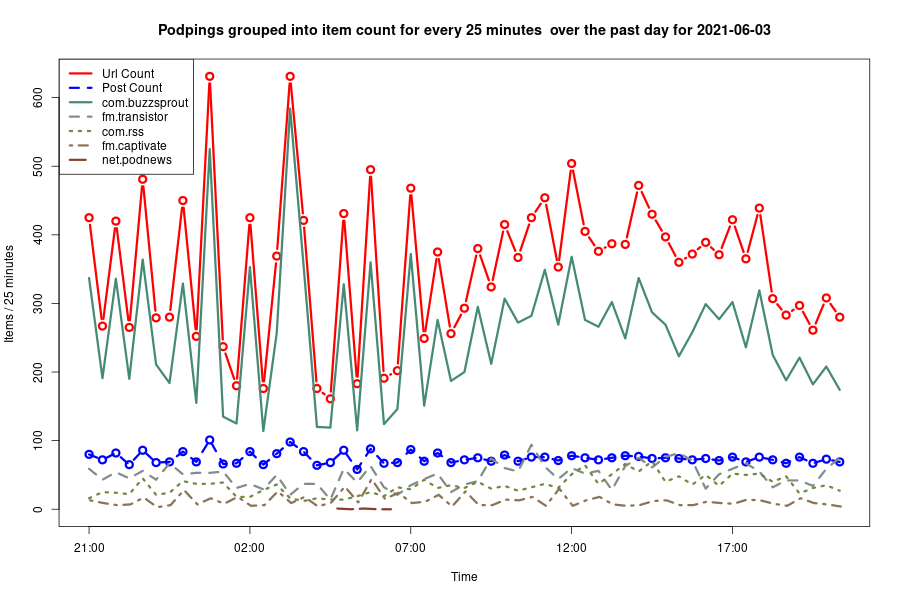 Podpings grouped into item count for every 25 minutes  over the past day for 2021-06-03
Url Count
Post Count
com.buzzsprout
fm.transistor
com.rss
fm.captivate
net.podnews
Items / 25 minutes
600
500
400
300
200
100
0
21:00 02:00 07:00 12:00 17:00
Time